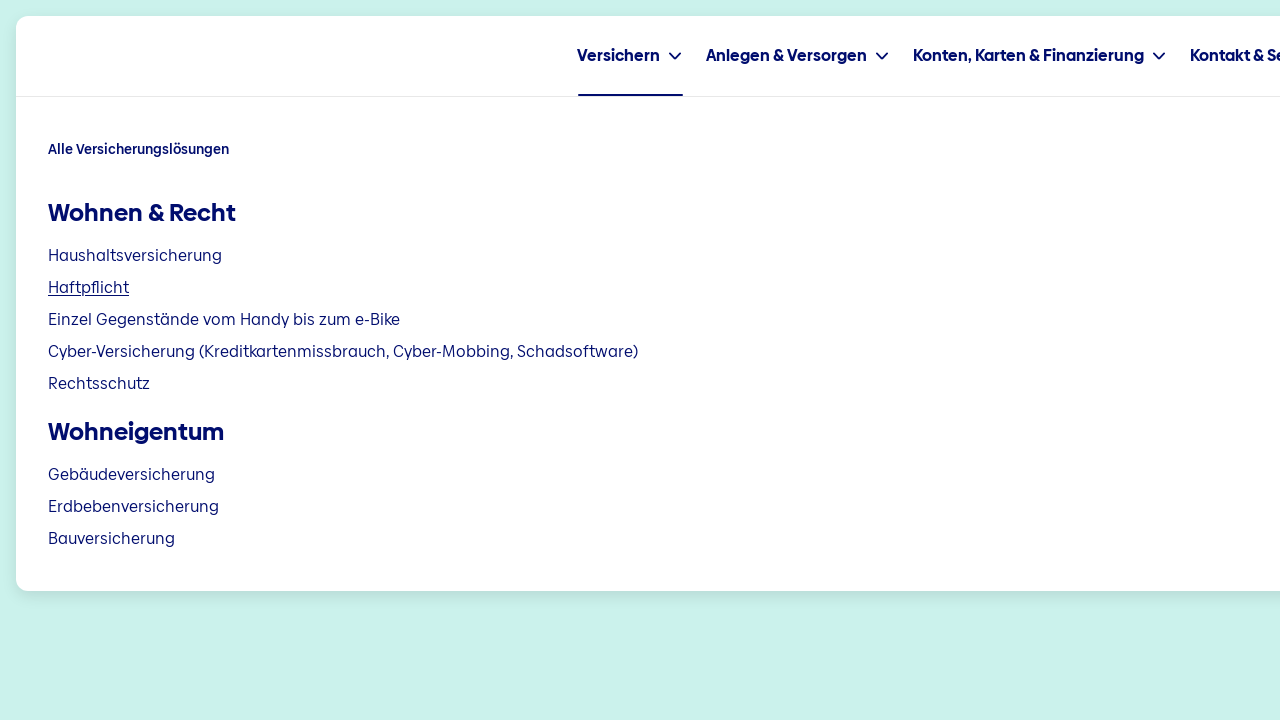 Versichern
Anlegen & Versorgen
Konten, Karten & Finanzierung
Kontakt & Se
Alle Versicherungslösungen
Wohnen & Recht
Haushaltsversicherung
Haftpflicht
Einzel Gegenstände vom Handy bis zum e-Bike
Cyber-Versicherung (Kreditkartenmissbrauch, Cyber-Mobbing, Schadsoftware)
Rechtsschutz
Wohneigentum
Gebäudeversicherung
Erdbebenversicherung
Bauversicherung